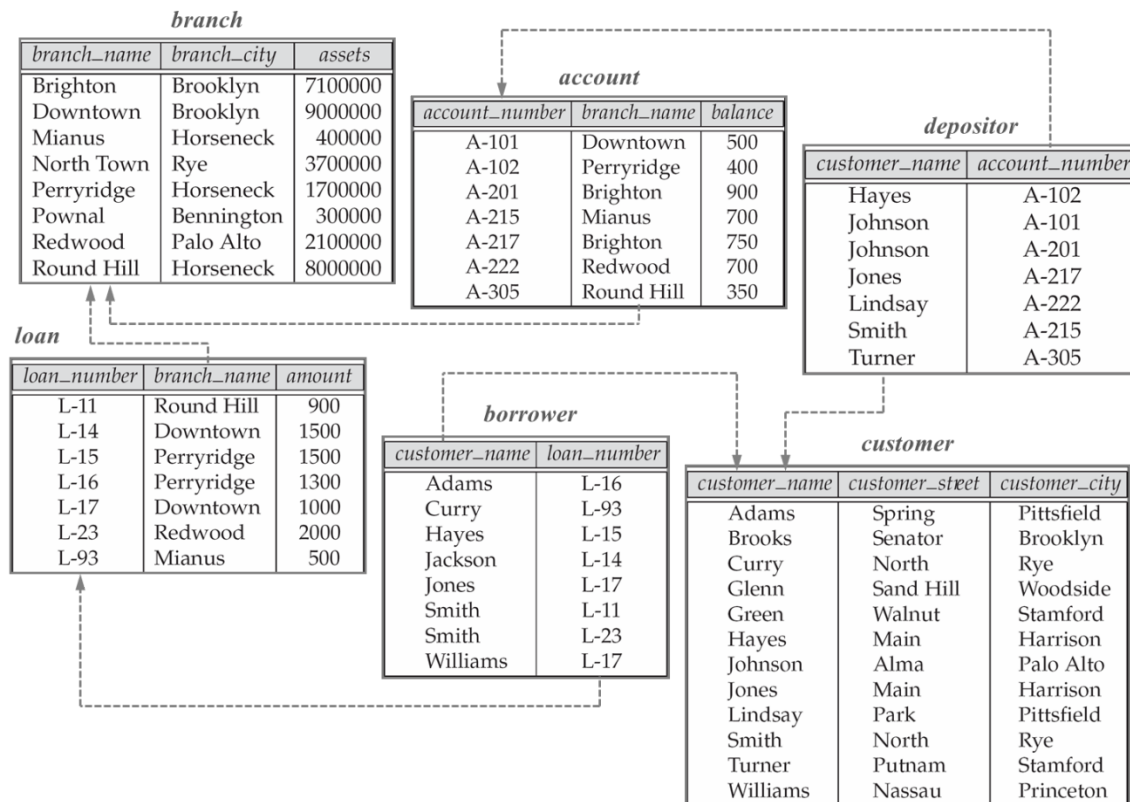 branch
branch_name branch_city assets
Brighton Brooklyn 7100000
Downtown Brooklyn 9000000
Mianus Horseneck 400000
North Town Rye 3700000
Perryridge Horseneck 1700000
Pownal Bennington 300000
Redwood Palo Alto 2100000
Round Hill Horseneck 8000000
account
account_number branch_name balance
A-101 Downtown 500
A-102 Perryridge 400
A-201 Brighton 900
A-215 Mianus 700
A-217 Brighton 750
A-222 Redwood 700
A-305 Round Hill 350
depositor
customer_name account_number
Hayes A-102
Johnson A-101
Johnson A-201
Jones A-217
Lindsay A-222
Smith A-215
Turner A-305
loan
loan_number branch_name amount
L-11 Round Hill 900
L-14 Downtown 1500
L-15 Perryridge 1500
L-16 Perryridge 1300
L-17 Downtown 1000
L-23 Redwood 2000
L-93 Mianus 500
borrower
customer_name loan_number
Adams L-16
Curry L-93
Hayes L-15
Jackson L-14
Jones L-17
Smith L-11
Smith L-23
Williams L-17
customer
customer_name customer_street customer_city
Adams Spring Pittsfield
Brooks Senator Brooklyn
Curry North Rye
Glenn Sand Hill Woodside
Green Walnut Stamford
Hayes Main Harrison
Johnson Alma Palo Alto
Jones Main Harrison
Lindsay Park Pittsfield
Smith North Rye
Turner Putnam Stamford
Williams Nassau Princeton